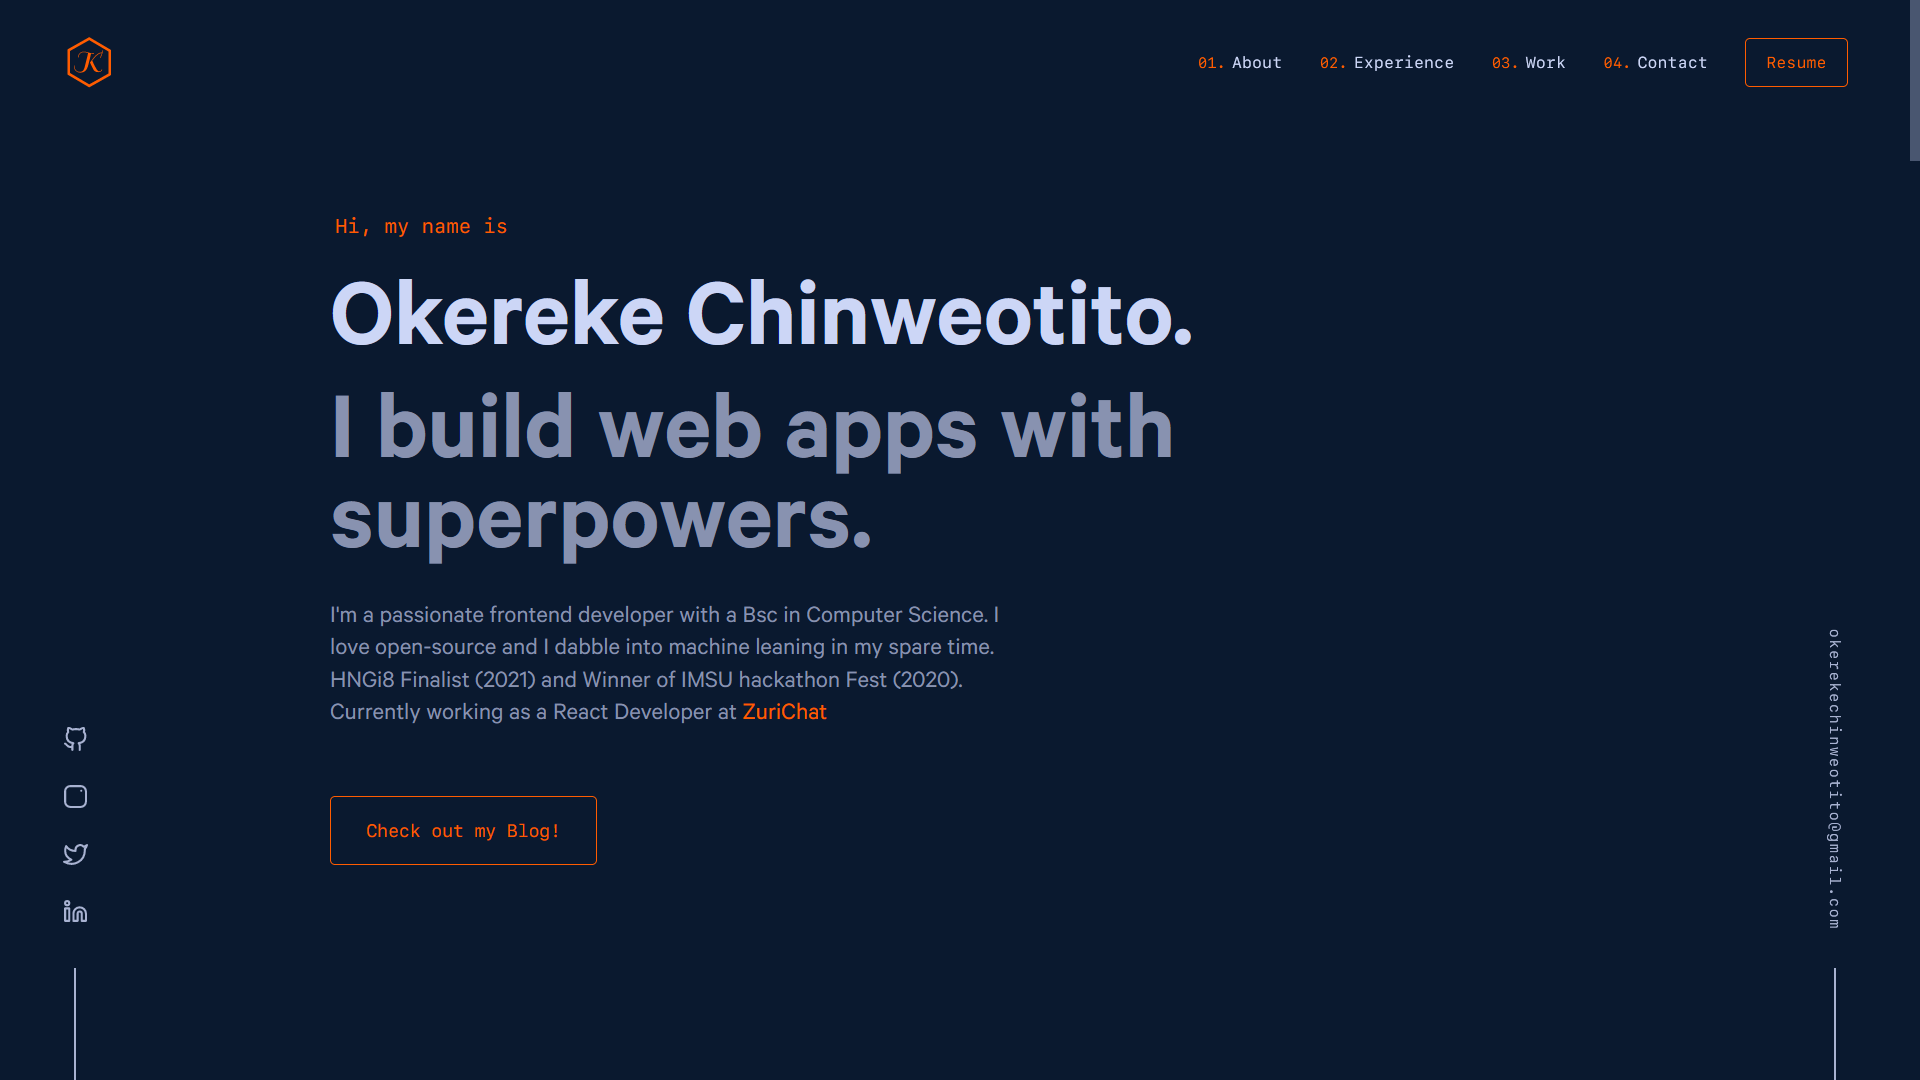 K
01. About 02. Experience 03. Work 04. Contact Resume
Hi, my name is
Okereke Chinweotito.
I build web apps with
superpowers.
I'm a passionate frontend developer with a Bsc in Computer Science. I
love open-source and I dabble into machine leaning in my spare time.
HNGi8 Finalist (2021) and Winner of IMSU hackathon Fest (2020).
Currently working as a React Developer at ZuriChat
Check out my Blog!
okerekechinweotito@gmail.com